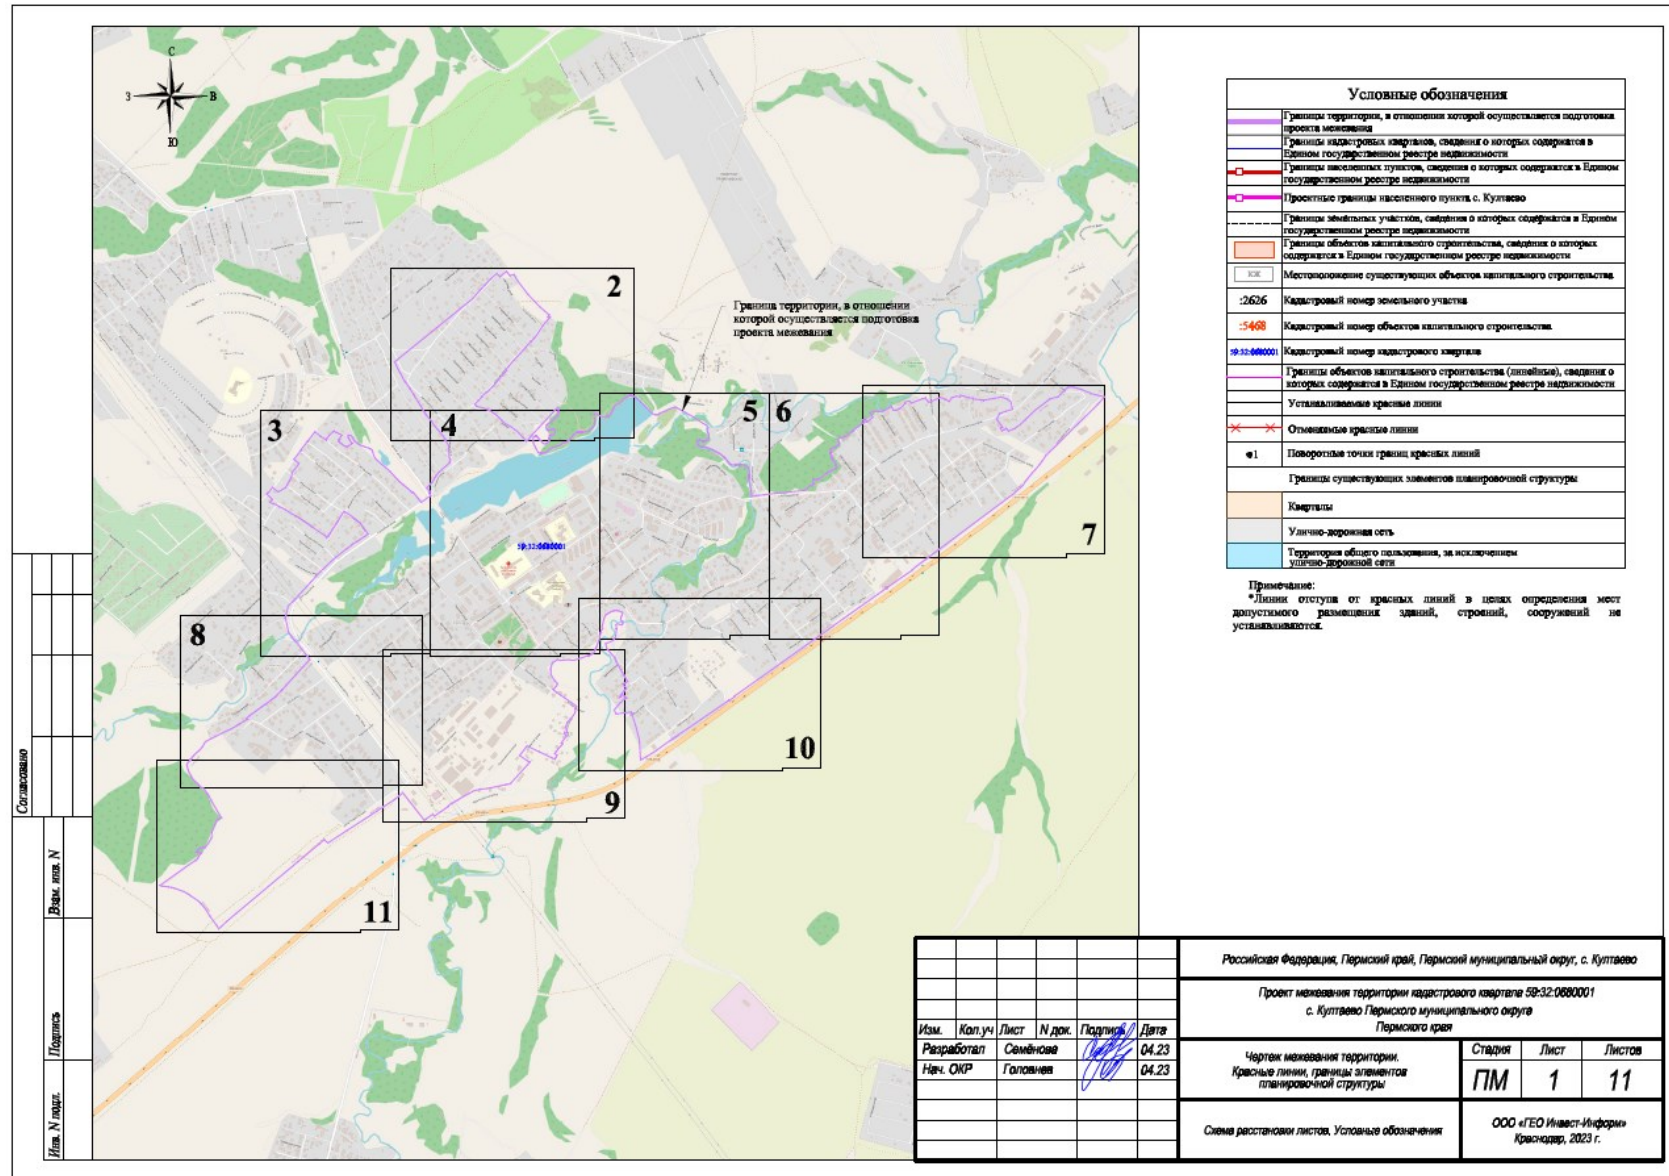 С
З
В
Ю
2
Граница территории, в отношении
которой осуществляется подготовка
проекта межевания
3
4
5
6
7
59:32:0680001
8
9
10
11
Условные обозначения
Границы территории, в отношении которой осуществляется подготовка
проекта межевания
Границы кадастровых кварталов, сведения о которых содержатся в
Едином государственном реестре недвижимости
Границы населенных пунктов, сведения о которых содержатся в Едином
государственном реестре недвижимости
Проектные границы населенного пункта с. Култаево
Границы земельных участков, сведения о которых содержатся в Едином
государственном реестре недвижимости
Границы объектов капитального строительства, сведения о которых
содержатся в Едином государственном реестре недвижимости
КЖ Местоположение существующих объектов капитального строительства
:2626 Кадастровый номер земельного участка
:5468 Кадастровый номер объектов капитального строительства
59:32:0680001 Кадастровый номер кадастрового квартала
Границы объектов капитального строительства (линейные), сведения о
которых содержатся в Едином государственном реестре недвижимости
Устанавливаемые красные линии
Отменяемые красные линии
1 Поворотные точки границ красных линий
Границы существующих элементов планировочной структуры
Кварталы
Улично-дорожная сеть
Территория общего пользования, за исключением
улично-дорожной сети
Примечание:
*Линии отступа от красных линий в целях определения мест
допустимого размещения зданий, строений, сооружений не
устанавливаются.
Согласовано
Взам. инв. N
Подпись
Инв. N подл.
Изм. Кол.уч Лист N док. Подпись Дата
Разработал Семёнова 04.23
Нач. ОКР Головнев 04.23
Российская Федерация, Пермский край, Пермский муниципальный округ, с. Култаево
Проект межевания территории кадастрового квартала 59:32:0680001
с. Култаево Пермского муниципального округа
Пермского края
Чертеж межевания территории.
Красные линии, границы элементов
планировочной структуры
Стадия Лист Листов
ПМ 1 11
Схема расстановки листов, Условные обозначения
ООО «ГЕО Инвест-Информ»
Краснодар, 2023 г.